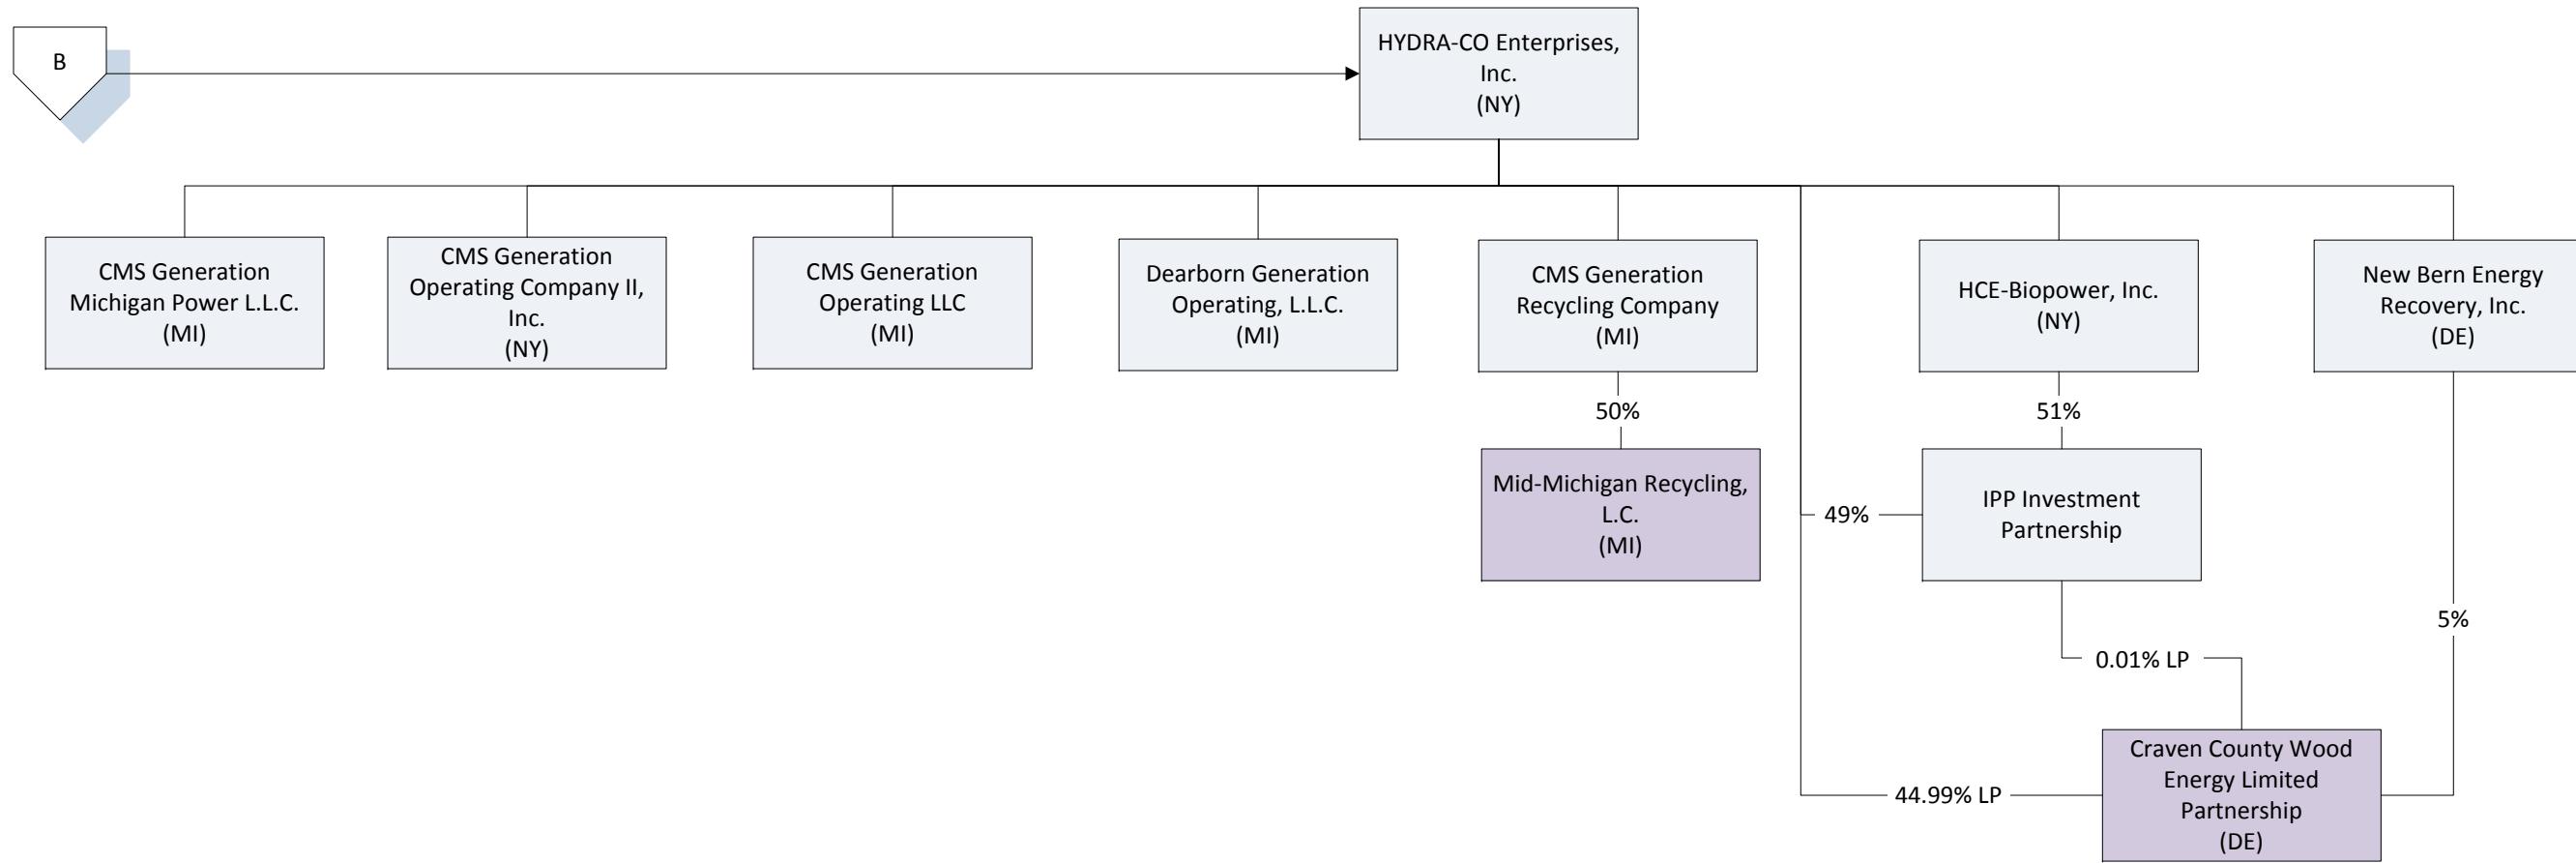 B
HYDRA-CO Enterprises,
Inc.
(NY)
CMS Generation
Michigan Power L.L.C.
(MI)
CMS Generation
Operating Company II,
Inc.
(NY)
CMS Generation
Operating LLC
(MI)
Dearborn Generation
Operating, L.L.C.
(MI)
CMS Generation
Recycling Company
(MI)
HCE-Biopower, Inc.
(NY)
New Bern Energy
Recovery, Inc.
(DE)
50%
51%
Mid-Michigan Recycling,
L.C.
(MI)
49%
IPP Investment
Partnership
5%
0.01% LP
44.99% LP
Craven County Wood
Energy Limited
Partnership
(DE)